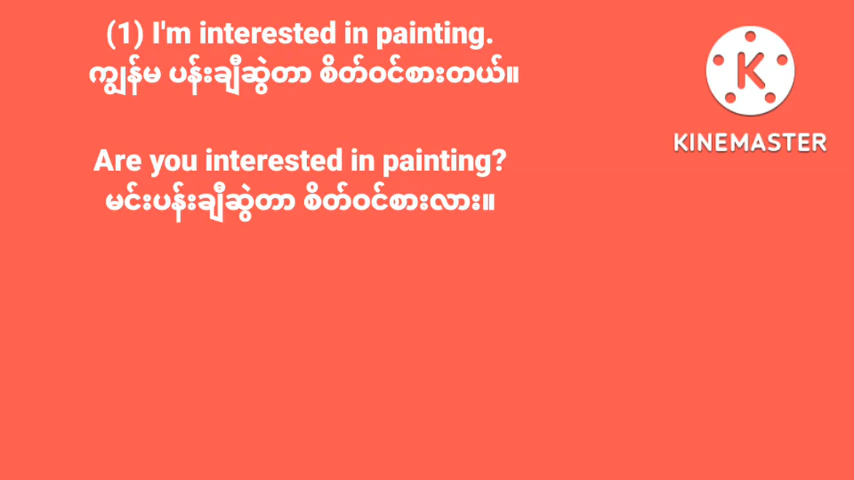 (1) I'm interested in painting.
ကျွန်မ ပန်းချီဆွဲတာ စိတ်ဝင်စားတယ်။
Are you interested in painting?
မင်းပန်းချီဆွဲတာ စိတ်ဝင်စားလား။
K
KINEMASTER